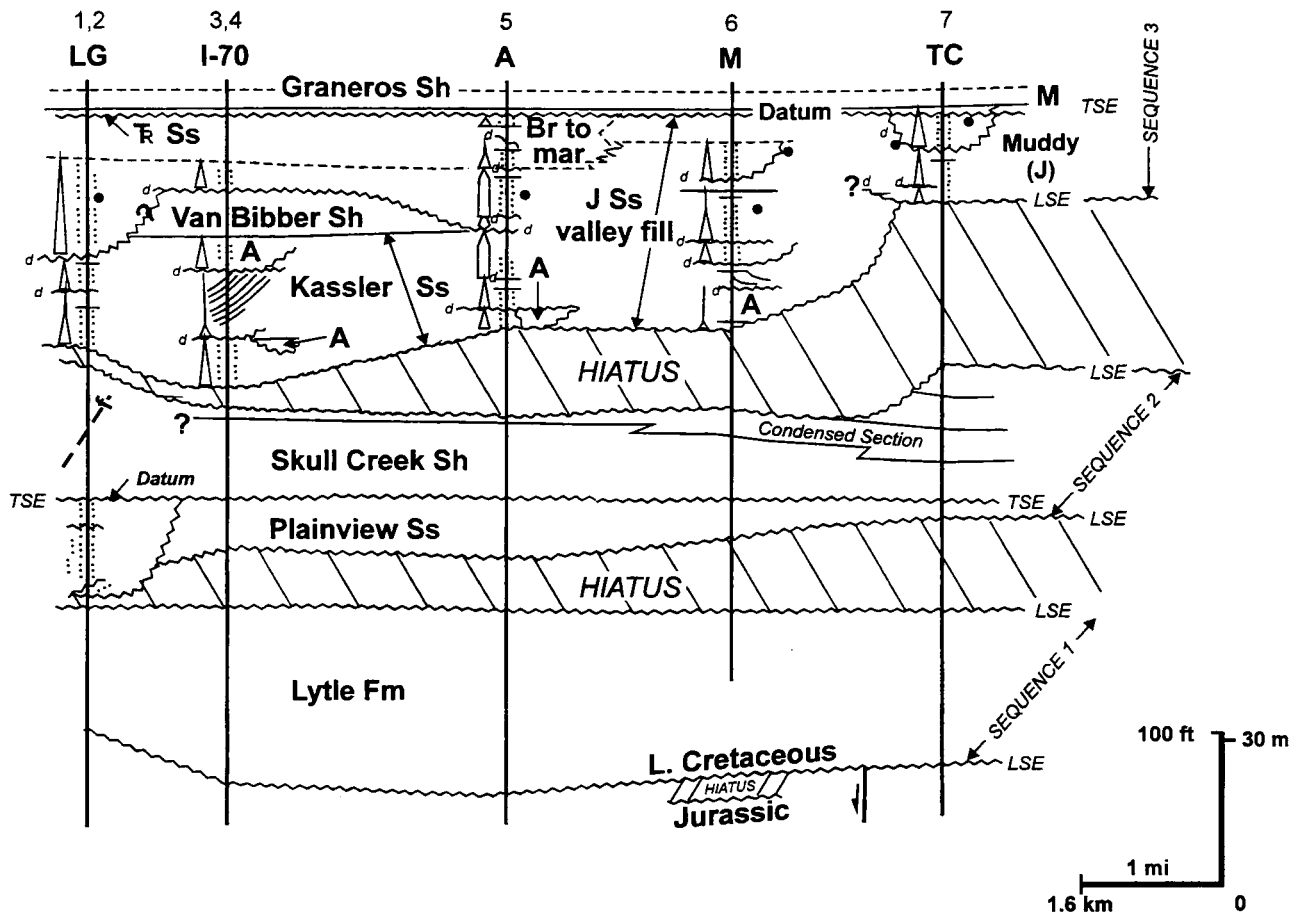 1,2 3,4 5 6 7
LG I-70 A M TC
SEQUENCE 3
Graneros Sh
Datum
M
TSE
TR Ss
Br to
mar
Muddy
(J)
d
d
d
d
?
d
d
LSE
J Ss
valley fill
?
Van Bibber Sh
d
d
d
A
A
d
d
d
Kassler Ss
d
d
A
A
HIATUS
LSE
?
Condensed Section
Skull Creek Sh
SEQUENCE 2
Datum
TSE
TSE
Plainview Ss
LSE
HIATUS
LSE
Lytle Fm
SEQUENCE 1
L. Cretaceous
HIATUS
Jurassic
LSE
100 ft 30 m
1 mi
1.6 km 0